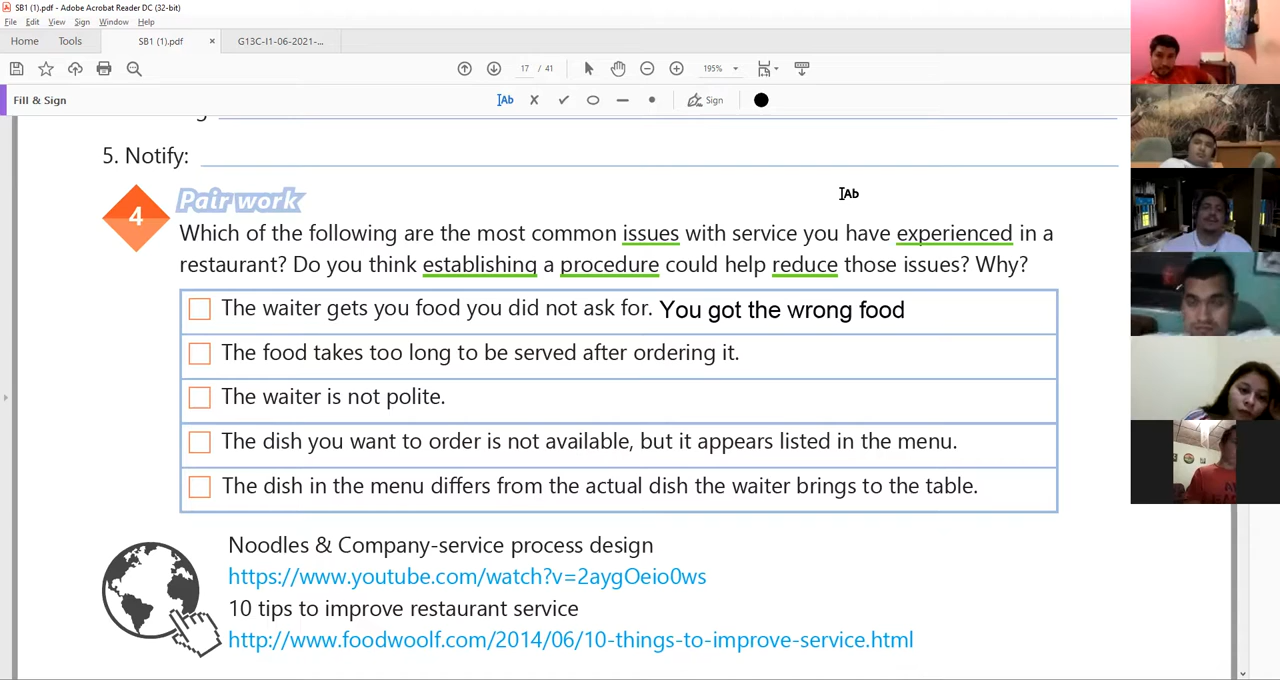 SB1 (1).pdf - Adobe Acrobat Reader DC (32-bit)
File Edit View Sign Window Help
Home Tools SB1 (1).pdf × G13C-I1-06-2021-...
17 / 41 195%
Fill & Sign Ab Sign
5. Notify:
4 Pair work
Ab
Which of the following are the most common issues with service you have experienced in a
restaurant? Do you think establishing a procedure could help reduce those issues? Why?
The waiter gets you food you did not ask for. You got the wrong food
The food takes too long to be served after ordering it.
The waiter is not polite.
The dish you want to order is not available, but it appears listed in the menu.
The dish in the menu differs from the actual dish the waiter brings to the table.
Noodles & Company-service process design
https://www.youtube.com/watch?v=2aygOeio0ws
10 tips to improve restaurant service
http://www.foodwoolf.com/2014/06/10-things-to-improve-service.html